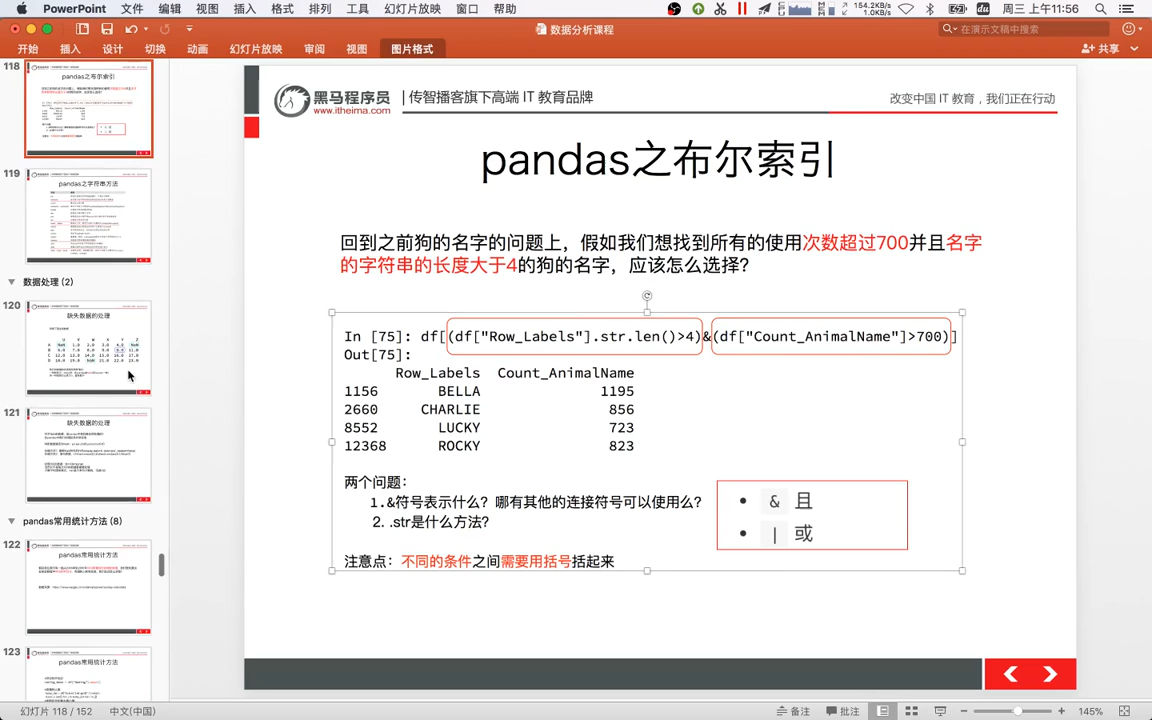 PowerPoint 文件 编辑 视图 插入 格式 排列 工具 幻灯片放映 窗口 帮助
154.2KB/s
1.0KB/s
周三 上午11:56
数据分析课程
在演示文稿中搜索
开始 插入 设计 切换 动画 幻灯片放映 审阅 视图 图片格式
共享
118
pandas之布尔索引
119
pandas之字符串方法
数据处理 (2)
120
缺失数据的处理
121
缺失数据的处理
pandas常用统计方法 (8)
122
pandas常用统计方法
123
pandas常用统计方法
黑马程序员
www.itheima.com
传智播客旗下高端 IT 教育品牌
改变中国 IT 教育，我们正在行动
pandas之布尔索引
回到之前狗的名字的问题上，假如我们想找到所有的使用次数超过700并且名字
的字符串的长度大于4的狗的名字，应该怎么选择？
In [75]: df[(df["Row_Labels"].str.len()>4)&(df["Count_AnimalName"]>700)]
Out[75]:
Row_Labels Count_AnimalName
1156 BELLA 1195
2660 CHARLIE 856
8552 LUCKY 723
12368 ROCKY 823
两个问题：
1.&符号表示什么？哪有其他的连接符号可以使用么？
2. .str是什么方法？
• & 且
• | 或
注意点：不同的条件之间需要用括号括起来
幻灯片 118 / 152
中文(中国)
备注
批注
145%